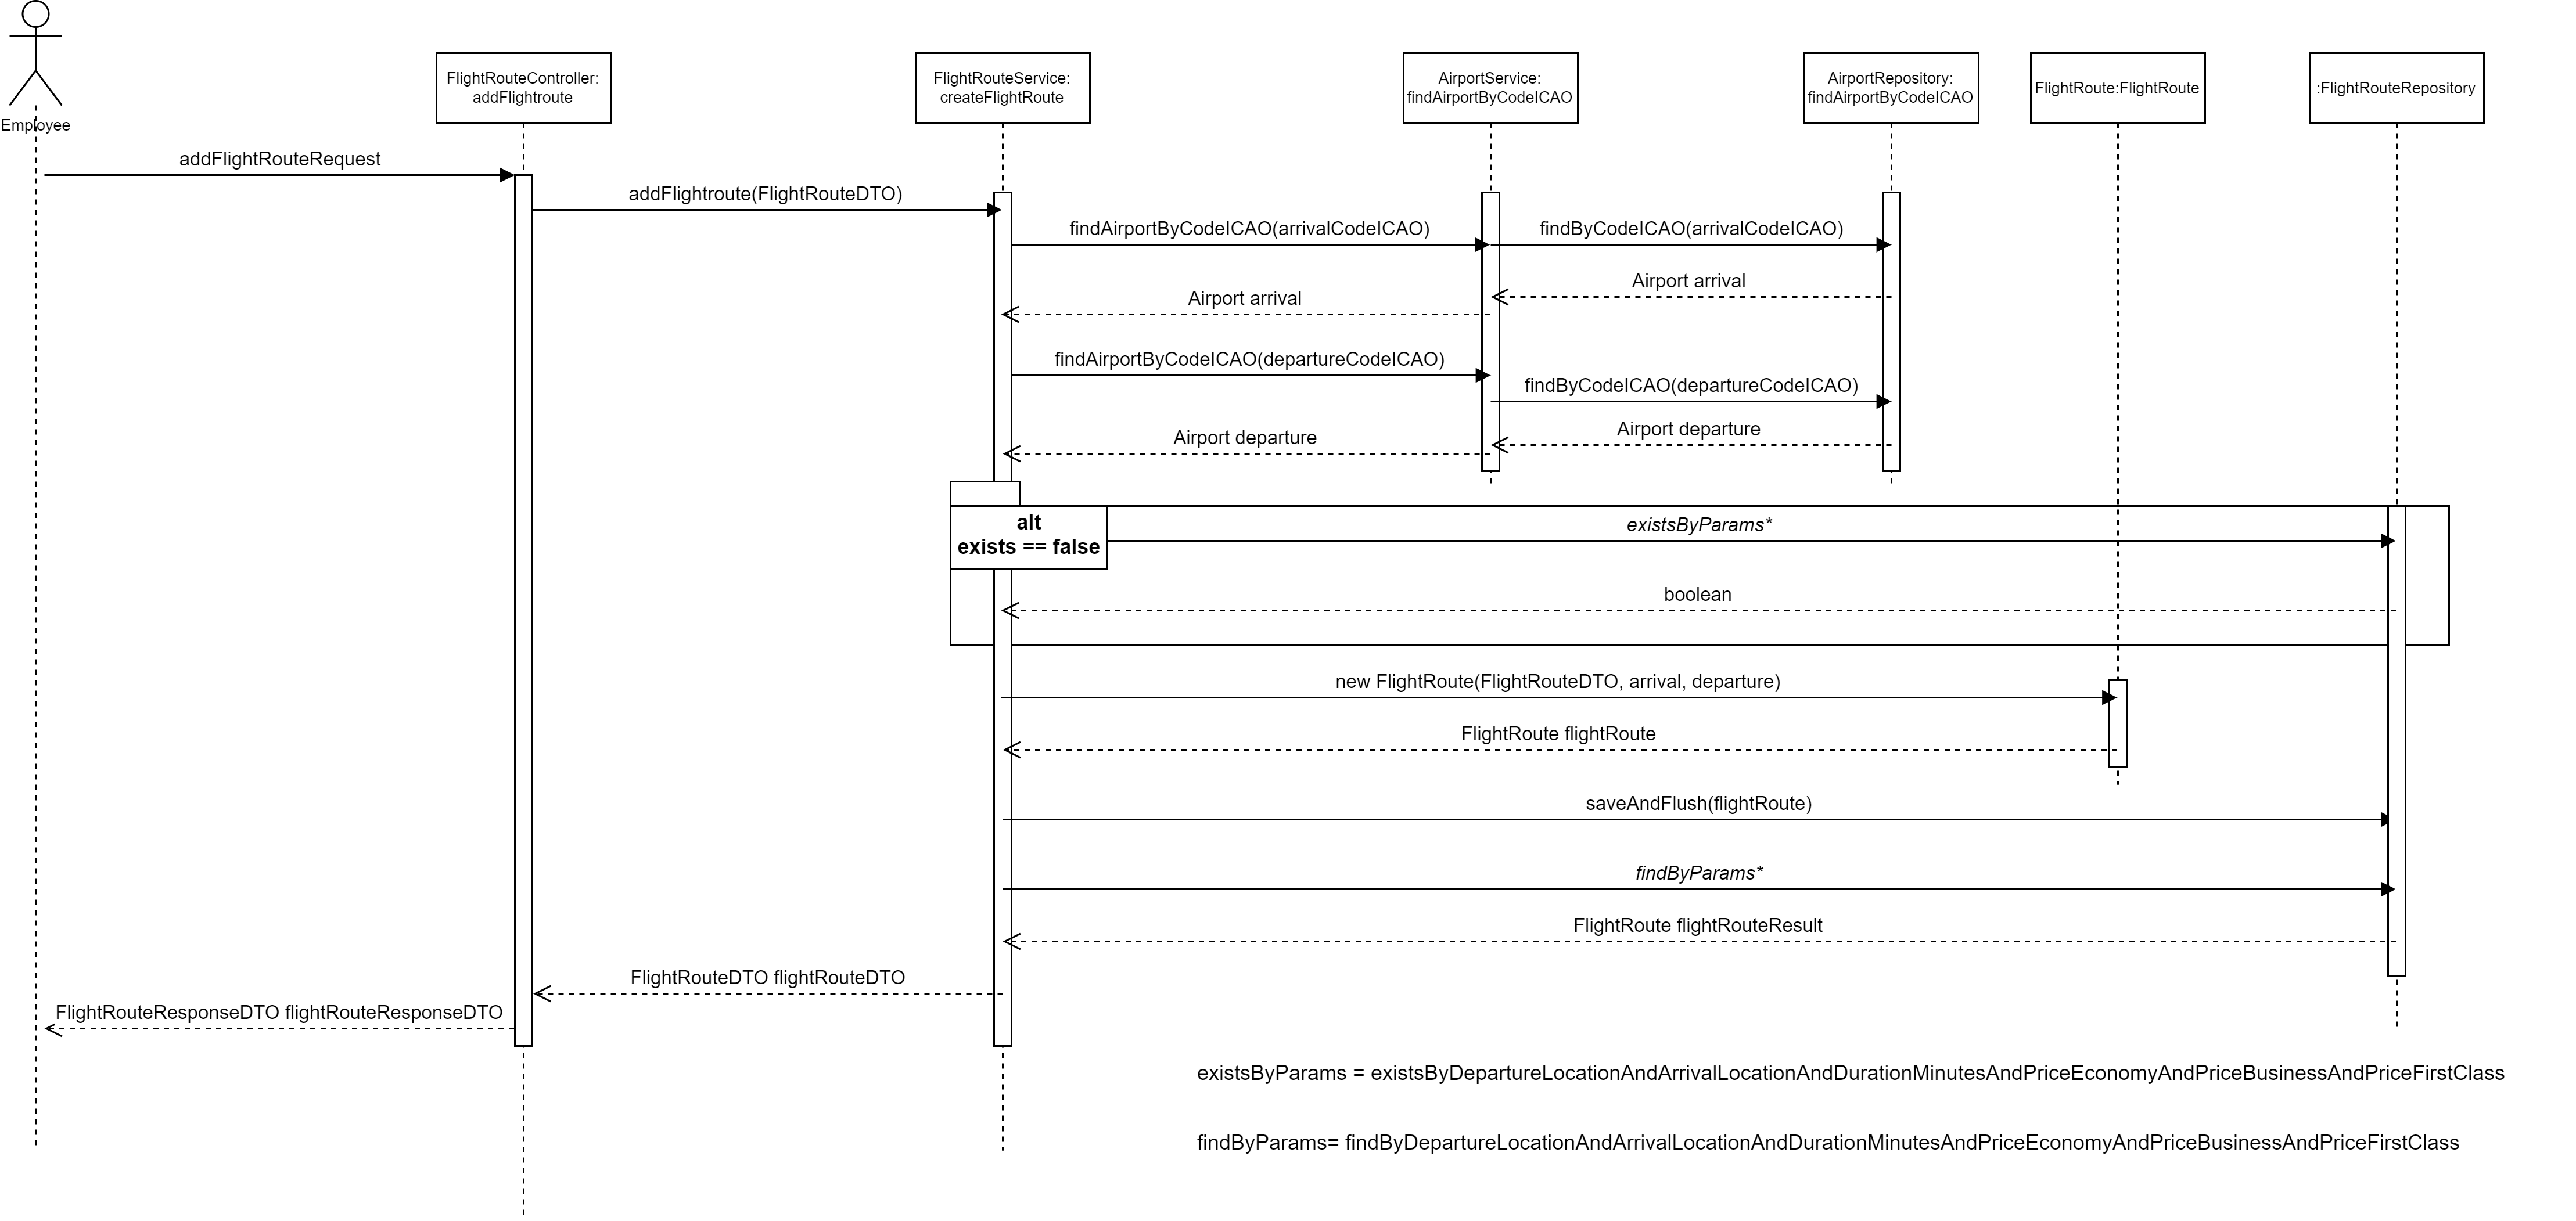 Employee
FlightRouteController:
addFlightroute
FlightRouteService:
createFlightRoute
AirportService:
findAirportByCodeICAO
AirportRepository:
findAirportByCodeICAO
FlightRoute:FlightRoute
:FlightRouteRepository
addFlightRouteRequest
addFlightroute(FlightRouteDTO)
findAirportByCodeICAO(arrivalCodeICAO)
findByCodeICAO(arrivalCodeICAO)
Airport arrival
Airport arrival
findAirportByCodeICAO(departureCodeICAO)
findByCodeICAO(departureCodeICAO)
Airport departure
Airport departure
alt
exists == false
existsByParams*
boolean
new FlightRoute(FlightRouteDTO, arrival, departure)
FlightRoute flightRoute
saveAndFlush(flightRoute)
findByParams*
FlightRoute flightRouteResult
FlightRouteDTO flightRouteDTO
FlightRouteResponseDTO flightRouteResponseDTO
existsByParams = existsByDepartureLocationAndArrivalLocationAndDurationMinutesAndPriceEconomyAndPriceBusinessAndPriceFirstClass
findByParams= findByDepartureLocationAndArrivalLocationAndDurationMinutesAndPriceEconomyAndPriceBusinessAndPriceFirstClass